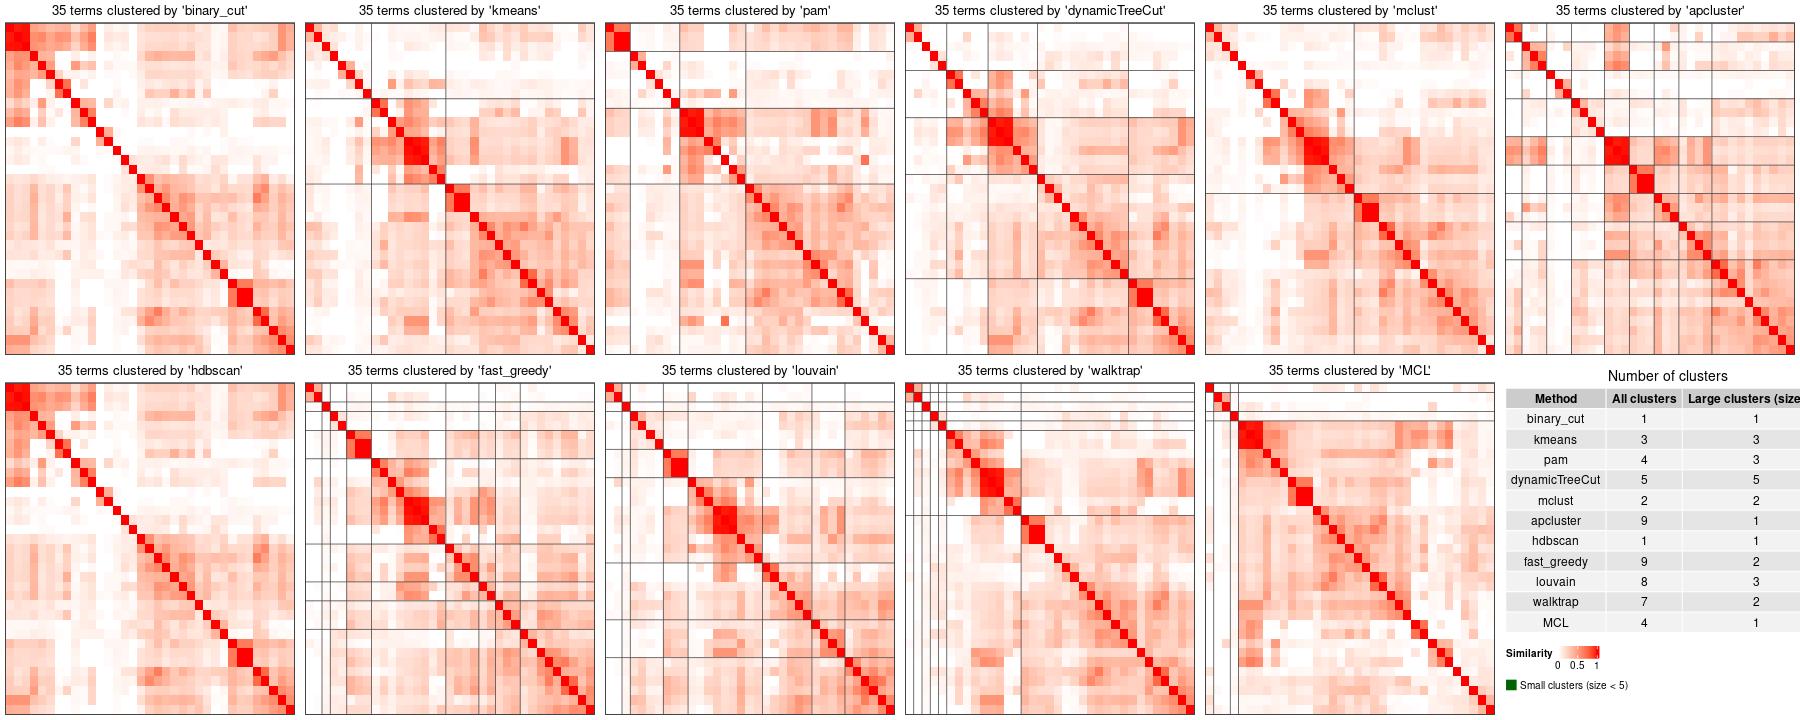 35 terms clustered by 'binary_cut'
35 terms clustered by 'kmeans'
35 terms clustered by 'pam'
35 terms clustered by 'dynamicTreeCut'
35 terms clustered by 'mclust'
35 terms clustered by 'apcluster'
35 terms clustered by 'hdbscan'
35 terms clustered by 'fast_greedy'
35 terms clustered by 'louvain'
35 terms clustered by 'walktrap'
35 terms clustered by 'MCL'
Number of clusters
Method All clusters Large clusters (size
binary_cut 1 1
kmeans 3 3
pam 4 3
dynamicTreeCut 5 5
mclust 2 2
apcluster 9 1
hdbscan 1 1
fast_greedy 9 2
louvain 8 3
walktrap 7 2
MCL 4 1
Similarity
0 0.5 1
Small clusters (size < 5)